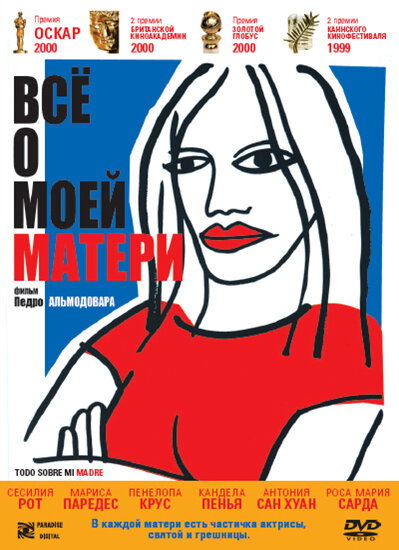 Премия
ОСКАР
2000
2 премии
БРИТАНСКОЙ
КИНОАКАДЕМИИ
2000
Премия
ЗОЛОТОЙ
ГЛОБУС
2000
2 премии
КАННСКОГО
КИНОФЕСТИВАЛЯ
1999
ВСЁ
О
МОЕЙ
МАТЕРИ
фильм
Педро АЛЬМОДОВАРА
TODO SOBRE MI MADRE
СЕСИЛИЯ
РОТ
МАРИСА
ПАРЕДЕС
ПЕНЕЛОПА
КРУС
КАНДЕЛА
ПЕНЬЯ
АНТОНИЯ
САН ХУАН
РОСА МАРИЯ
САРДА
PARADISE
DIGITAL
В каждой матери есть частичка актрисы,
святой и грешницы.
DVD
VIDEO